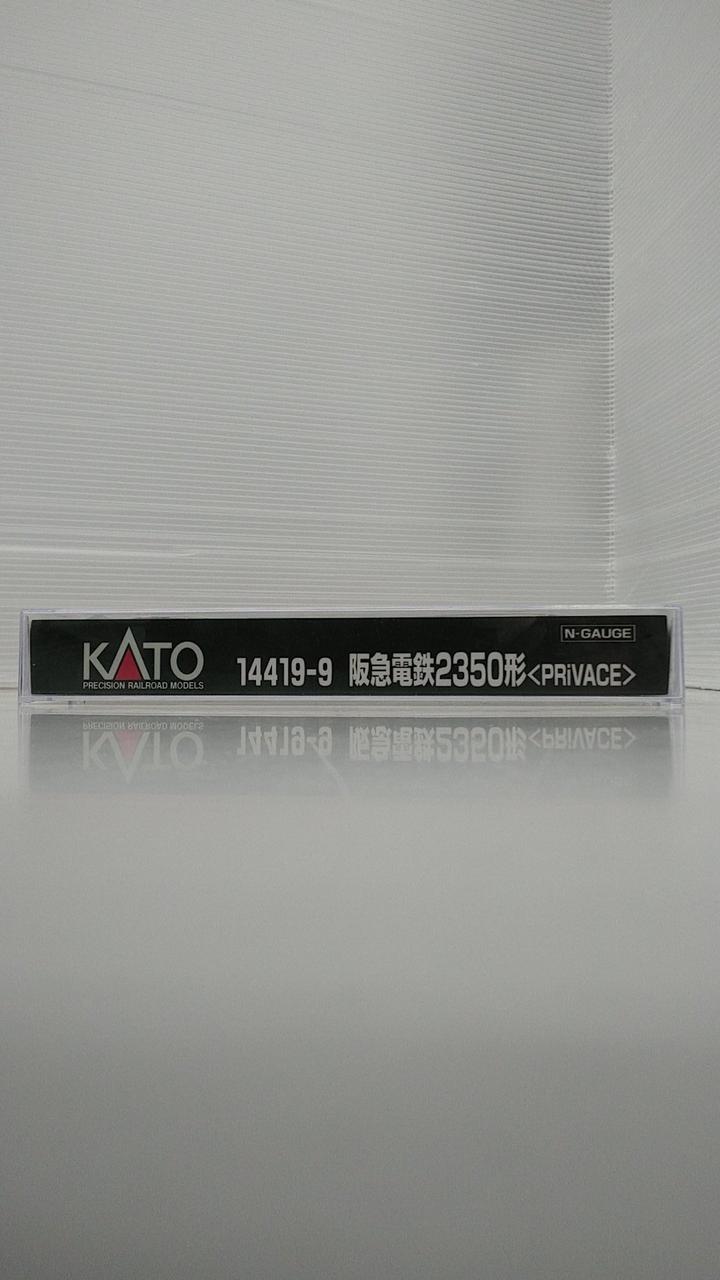 N-GAUGE
KATO
PRECISION RAILROAD MODELS
14419-9 阪急電鉄2350形<PRiVACE>